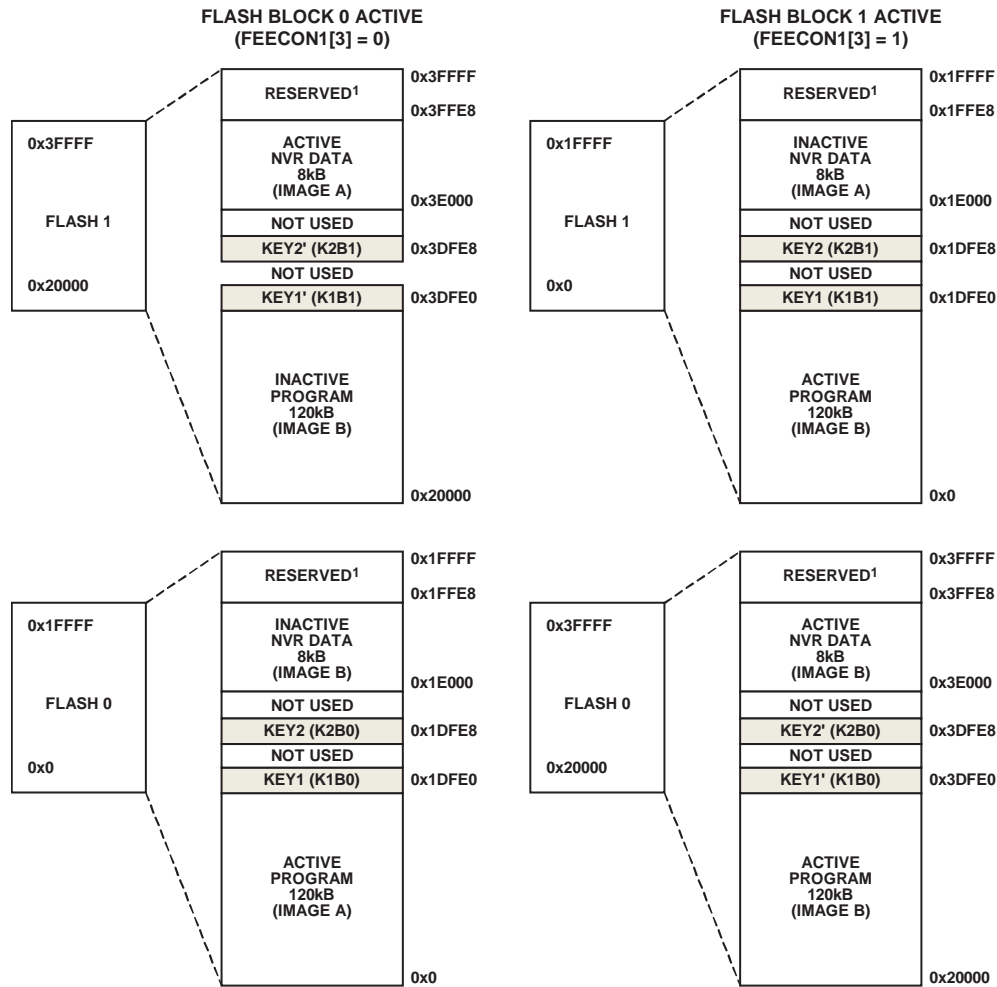 FLASH BLOCK 0 ACTIVE
(FEECON1[3] = 0)
0x3FFFF
RESERVED1
0x3FFE8
0x3FFFF
ACTIVE
NVR DATA
8kB
(IMAGE A)
0x3E000
FLASH 1
NOT USED
KEY2' (K2B1)
0x3DFE8
NOT USED
0x20000
KEY1' (K1B1)
0x3DFE0
INACTIVE
PROGRAM
120kB
(IMAGE B)
0x20000
FLASH BLOCK 1 ACTIVE
(FEECON1[3] = 1)
0x1FFFF
RESERVED1
0x1FFE8
0x1FFFF
INACTIVE
NVR DATA
8kB
(IMAGE A)
0x1E000
FLASH 1
NOT USED
KEY2 (K2B1)
0x1DFE8
NOT USED
0x0
KEY1 (K1B1)
0x1DFE0
ACTIVE
PROGRAM
120kB
(IMAGE B)
0x0
0x1FFFF
RESERVED1
0x1FFE8
0x1FFFF
INACTIVE
NVR DATA
8kB
(IMAGE B)
0x1E000
FLASH 0
NOT USED
KEY2 (K2B0)
0x1DFE8
NOT USED
0x0
KEY1 (K1B0)
0x1DFE0
ACTIVE
PROGRAM
120kB
(IMAGE A)
0x0
0x3FFFF
RESERVED1
0x3FFE8
0x3FFFF
ACTIVE
NVR DATA
8kB
(IMAGE B)
0x3E000
FLASH 0
NOT USED
KEY2' (K2B0)
0x3DFE8
NOT USED
0x20000
KEY1' (K1B0)
0x3DFE0
ACTIVE
PROGRAM
120kB
(IMAGE B)
0x20000